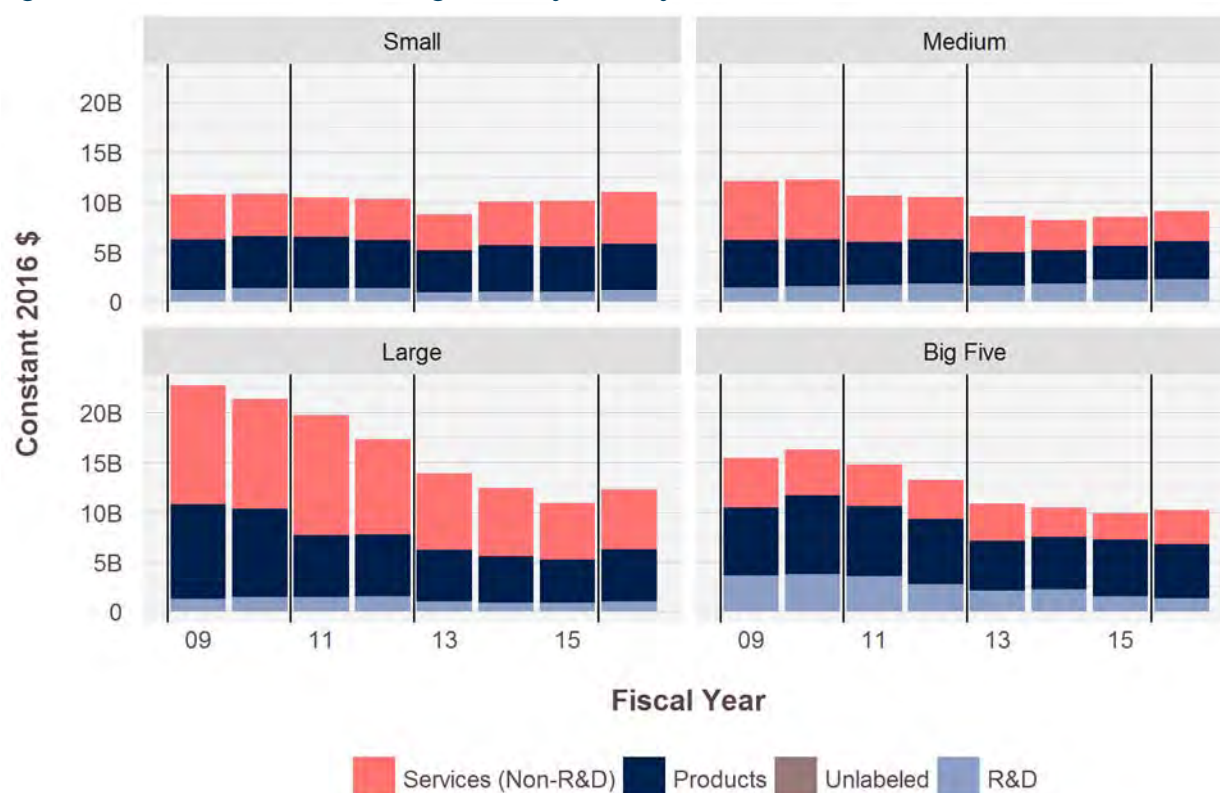 Small
Medium
20B
15B
10B
5B
0
Large
Big Five
20B
15B
10B
5B
0
Constant 2016 $
09
11
13
15
09
11
13
15
Fiscal Year
Services (Non-R&D)
Products
Unlabeled
R&D